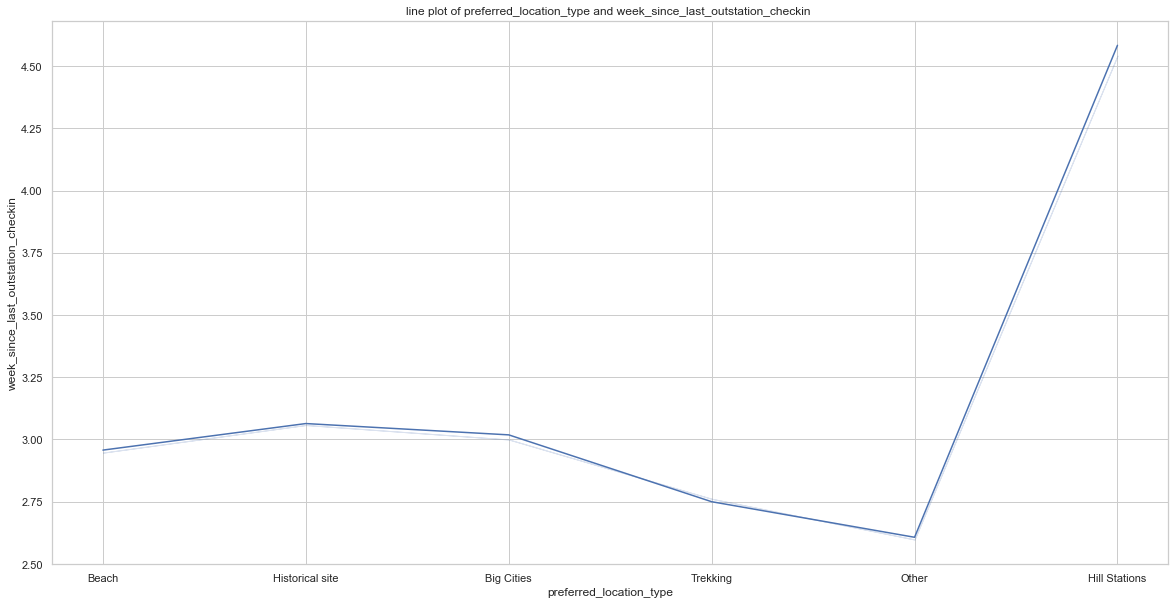 line plot of preferred_location_type and week_since_last_outstation_checkin
week_since_last_outstation_checkin
4.50
4.25
4.00
3.75
3.50
3.25
3.00
2.75
2.50
Beach Historical site Big Cities Trekking Other Hill Stations
preferred_location_type